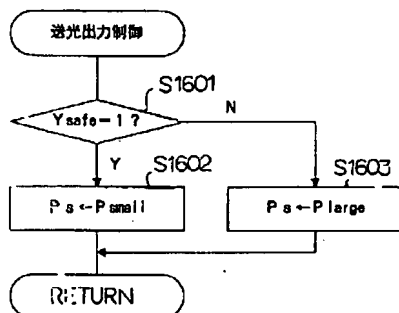 送光出力制御
S1601
Ysafe=1?
N
Y
S1602
S1603
Ps←Psmall
Ps←Plarge
RETURN